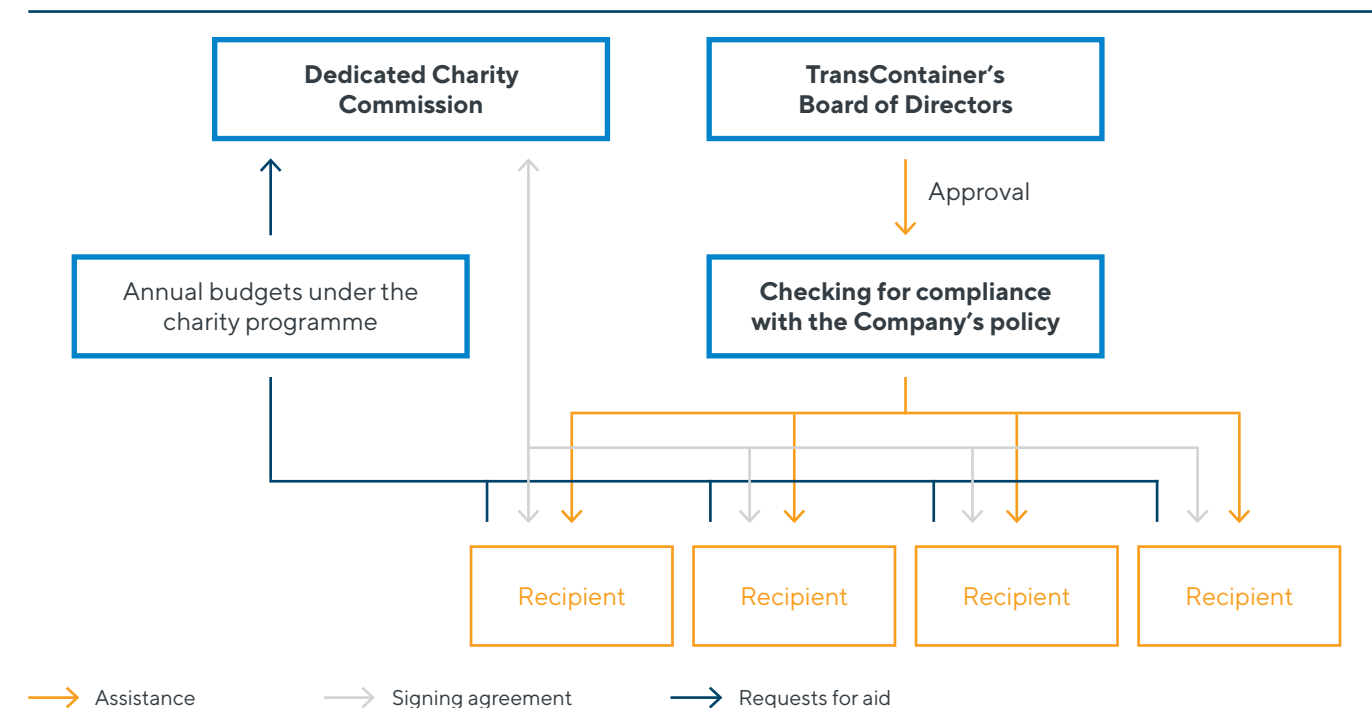 Dedicated Charity
Commission
TransContainer’s
Board of Directors
Approval
Annual budgets under the
charity programme
Checking for compliance
with the Company’s policy
Recipient
Recipient
Recipient
Recipient
Assistance
Signing agreement
Requests for aid